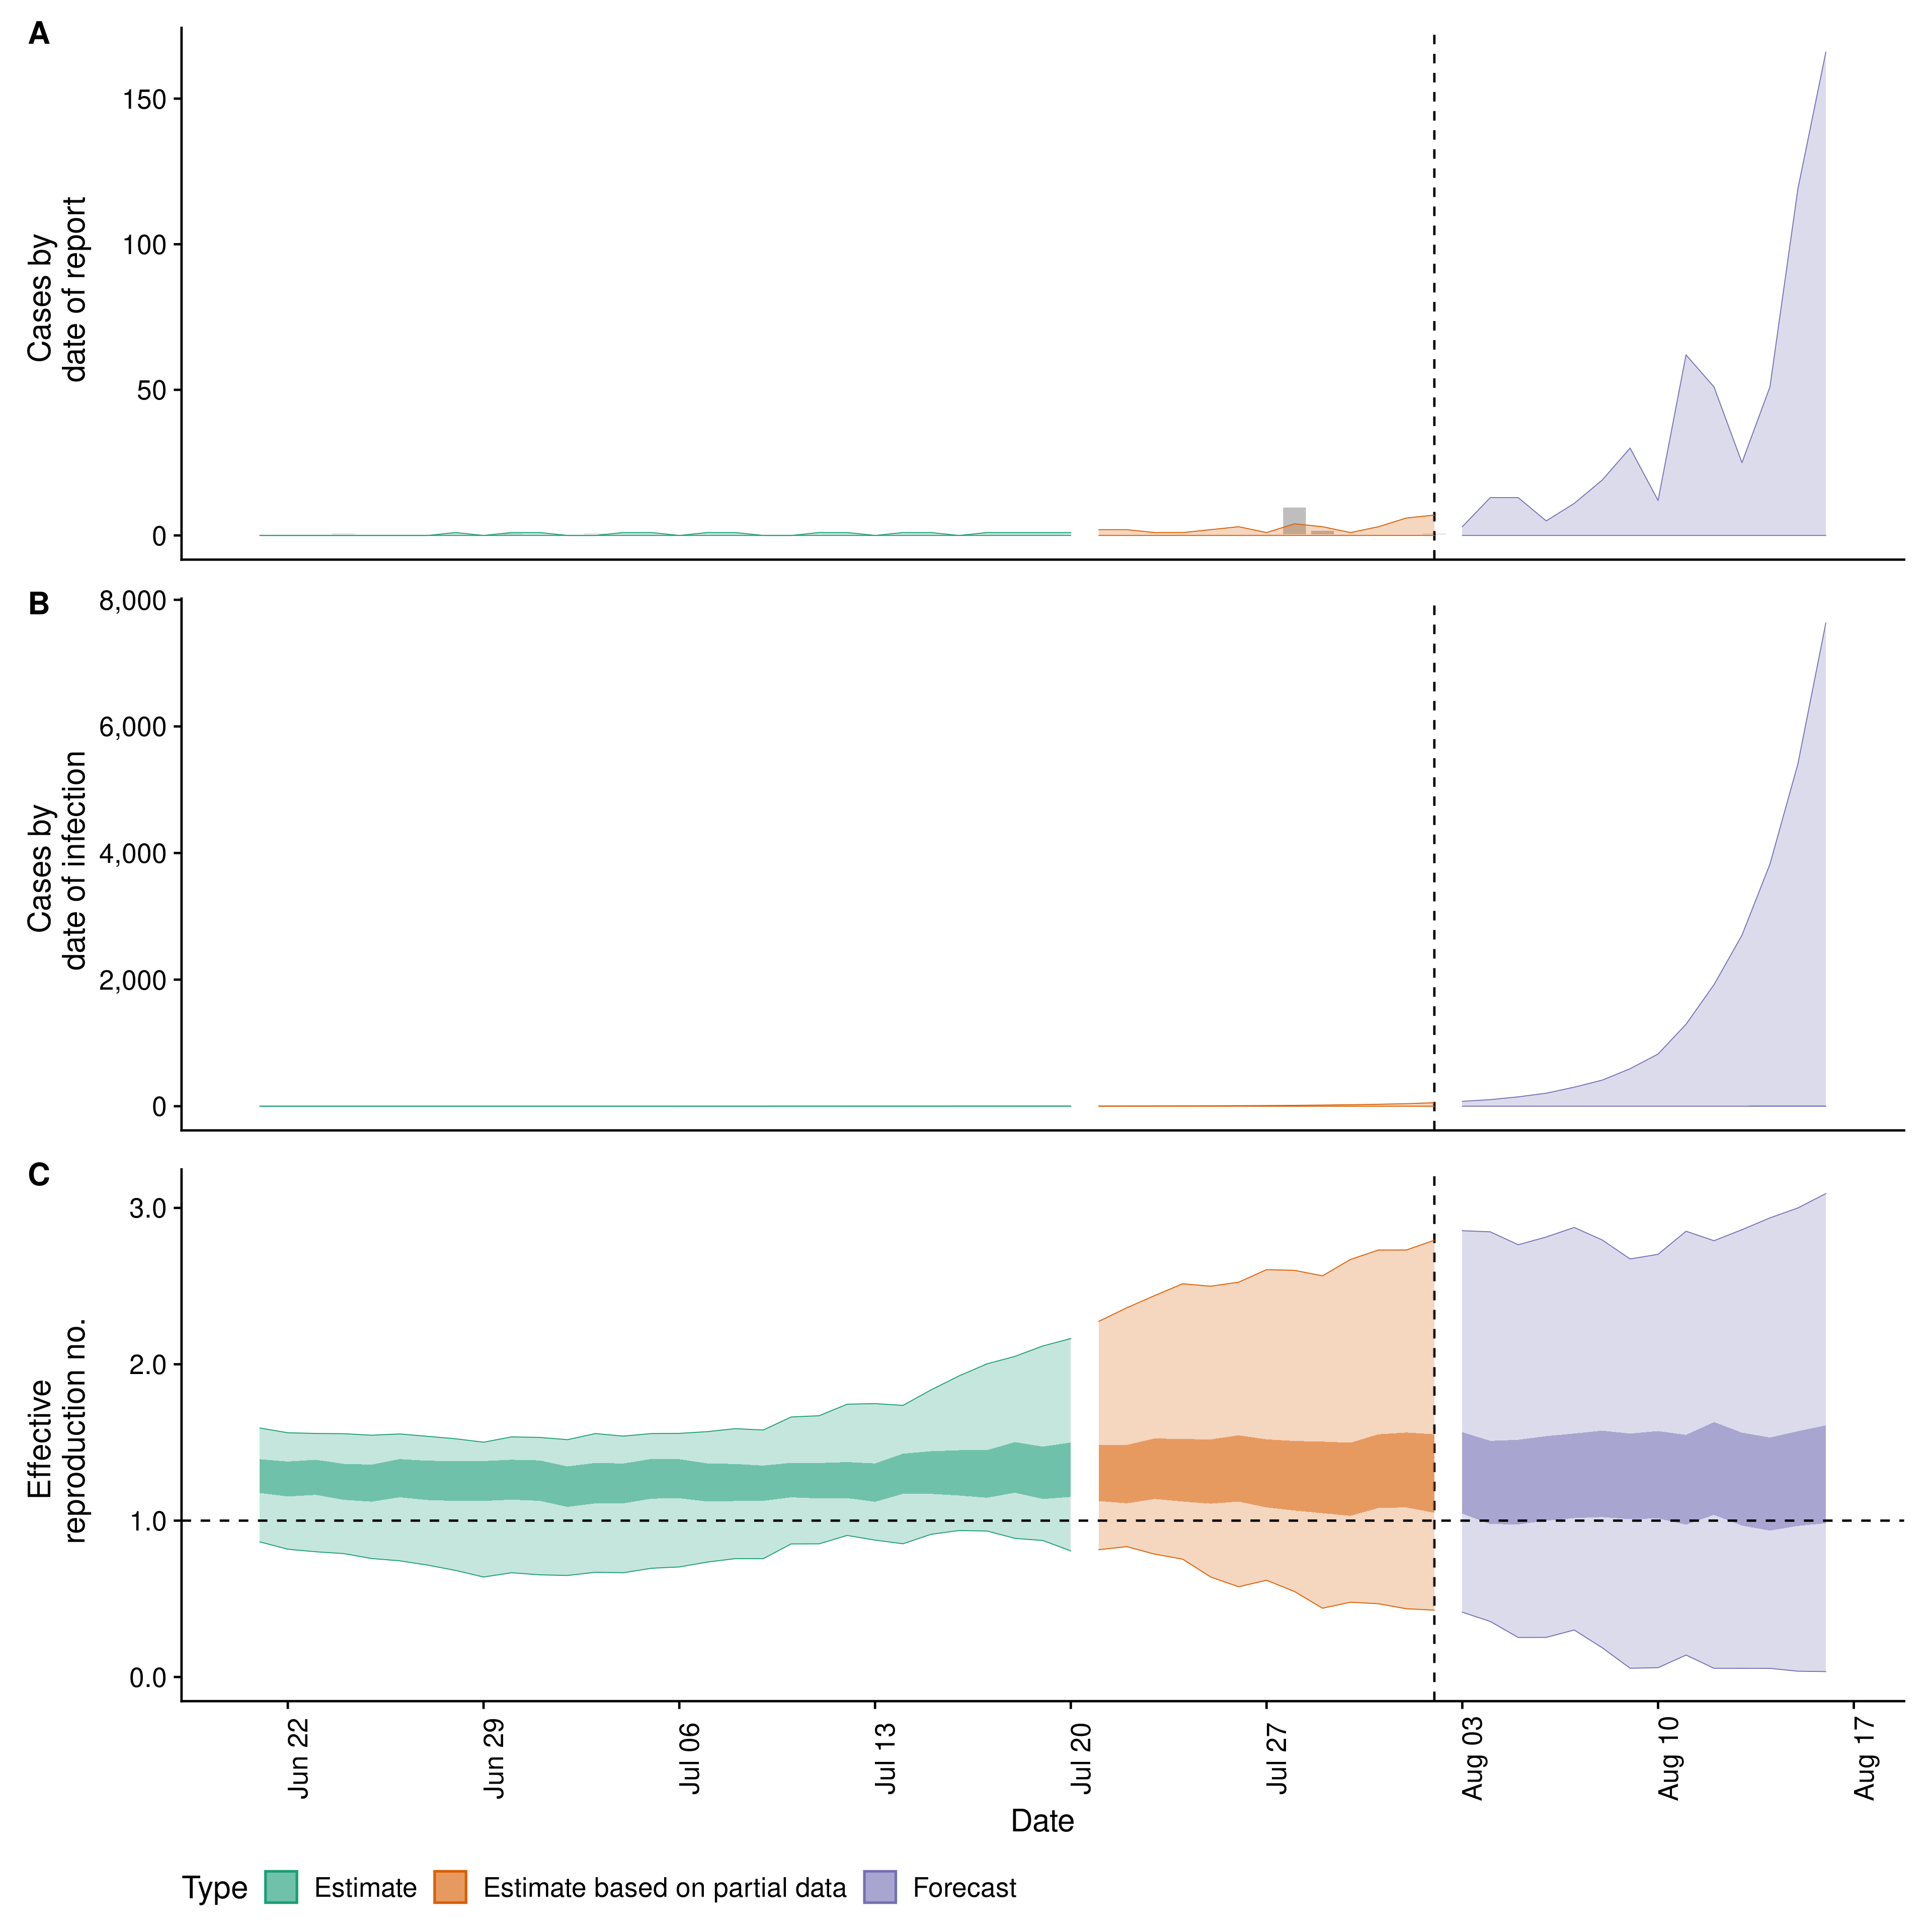 A
Cases by
date of report
150
100
50
0
B
Cases by
date of infection
8,000
6,000
4,000
2,000
0
C
Effective
reproduction no.
3.0
2.0
1.0
0.0
Jun 22
Jun 29
Jul 06
Jul 13
Jul 20
Jul 27
Aug 03
Aug 10
Aug 17
Date
Type Estimate Estimate based on partial data Forecast